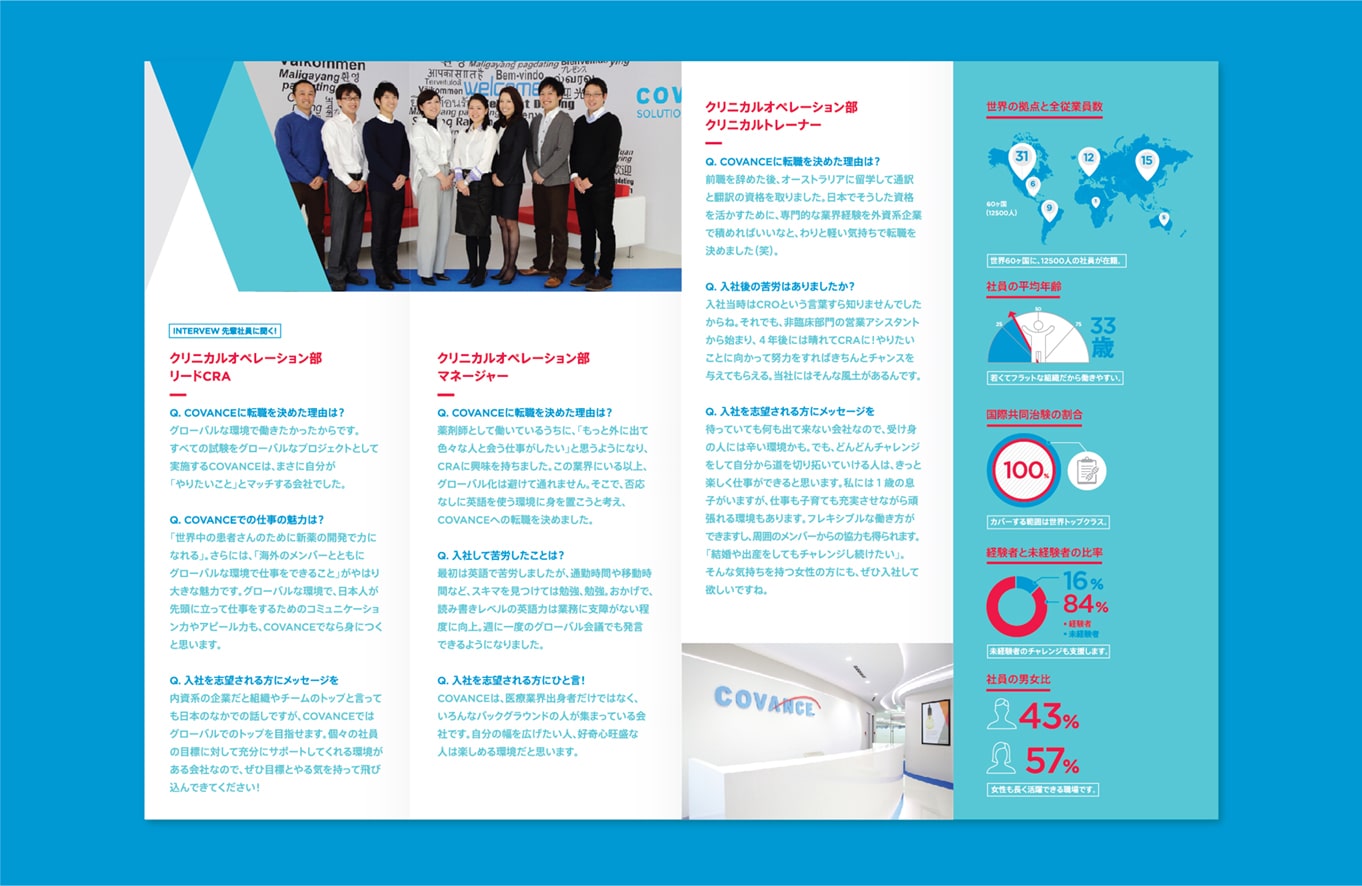 Valkommen
Maligayang
환영
Maligayang pagdating
Bem-vindo
welcome
COV
SOLUTIO
INTERVEW 先輩社員に聞く!
クリニカルオペレーション部
リードCRA
Q. COVANCEに転職を決めた理由は?
グローバルな環境で働きたかったからです。
すべての試験をグローバルなプロジェクトとして
実施するCOVANCEは、まさに自分が
「やりたいこと」とマッチする会社でした。
Q. COVANCEでの仕事の魅力は?
「世界中の患者さんのために新薬の開発で力に
なれる」。さらには、「海外のメンバーとともに
グローバルな環境で仕事をできること」がやはり
大きな魅力です。グローバルな環境で、日本人が
先頭に立って仕事をするためのコミュニケーショ
ン力やアピール力も、COVANCEでなら身につく
と思います。
Q. 入社を志望される方にメッセージを
内資系の企業だと組織やチームのトップと言って
も日本のなかでの話しですが、COVANCEでは
グローバルでのトップを目指せます。個々の社員
の目標に対して充分にサポートしてくれる環境が
ある会社なので、ぜひ目標とやる気を持って飛び
込んできてください!
クリニカルオペレーション部
マネージャー
Q. COVANCEに転職を決めた理由は?
薬剤師として働いているうちに、「もっと外に出て
色々な人と会う仕事がしたい」と思うようになり、
CRAに興味を持ちました。この業界にいる以上、
グローバル化は避けて通れません。そこで、否応
なしに英語を使う環境に身を置こうと考え、
COVANCEへの転職を決めました。
Q. 入社して苦労したことは?
最初は英語で苦労しましたが、通勤時間や移動時
間など、スキマを見つけては勉強、勉強。おかげで、
読み書きレベルの英語力は業務に支障がない程
度に向上。週に一度のグローバル会議でも発言
できるようになりました。
Q. 入社を志望される方にひと言!
COVANCEは、医療業界出身者だけではなく、
いろんなバックグラウンドの人が集まっている会
社です。自分の幅を広げたい人、好奇心旺盛な
人は楽しめる環境だと思います。
クリニカルオペレーション部
クリニカルトレーナー
Q. COVANCEに転職を決めた理由は?
前職を辞めた後、オーストラリアに留学して通訳
と翻訳の資格を取りました。日本でそうした資格
を活かすために、専門的な業界経験を外資系企業
で積めればいいなと、わりと軽い気持ちで転職を
決めました(笑)。
Q. 入社後の苦労はありましたか?
入社当時はCROという言葉すら知りませんでした
からね。それでも、非臨床部門の営業アシスタント
から始まり、4年後には晴れてCRAに!やりたい
ことに向かって努力をすればきちんとチャンスを
与えてもらえる。当社にはそんな風土があるんです。
Q. 入社を志望される方にメッセージを
待っていても何も出て来ない会社なので、受け身
の人には辛い環境かも。でも、どんどんチャレンジ
をして自分から道を切り拓いていける人は、きっと
楽しく仕事ができると思います。私には1歳の息
子がいますが、仕事も子育ても充実させながら頑
張れる環境もあります。フレキシブルな働き方が
できますし、周囲のメンバーからの協力も得られます。
「結婚や出産をしてもチャレンジし続けたい」。
そんな気持ちを持つ女性の方にも、ぜひ入社して
欲しいですね。
COVANCE
世界の拠点と全従業員数
31
12
15
6
9
60ヶ国
(12500人)
世界60ヶ国に、12500人の社員が在籍。
社員の平均年齢
25
50
75
33
歳
若くてフラットな組織だから働きやすい。
国際共同治験の割合
100%
カバーする範囲は世界トップクラス。
経験者と未経験者の比率
16%
84%
・経験者
・未経験者
未経験者のチャレンジも支援します。
社員の男女比
43%
57%
女性も長く活躍できる職場です。